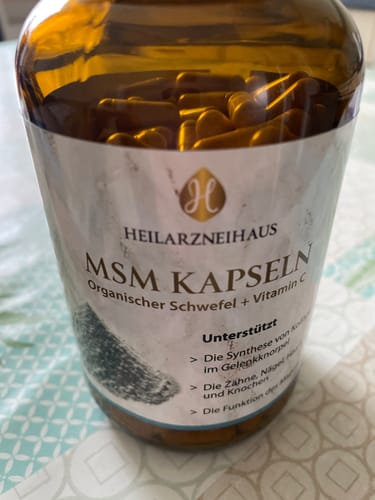 H
HEILARZNEIHAUS
MSM KAPSELN
Organischer Schwefel + Vitamin C
Unterstützt
> Die Synthese von
im Gelenkknorpel
> Die Zähne, Nägel,
und Knochen
> Die Funktion des